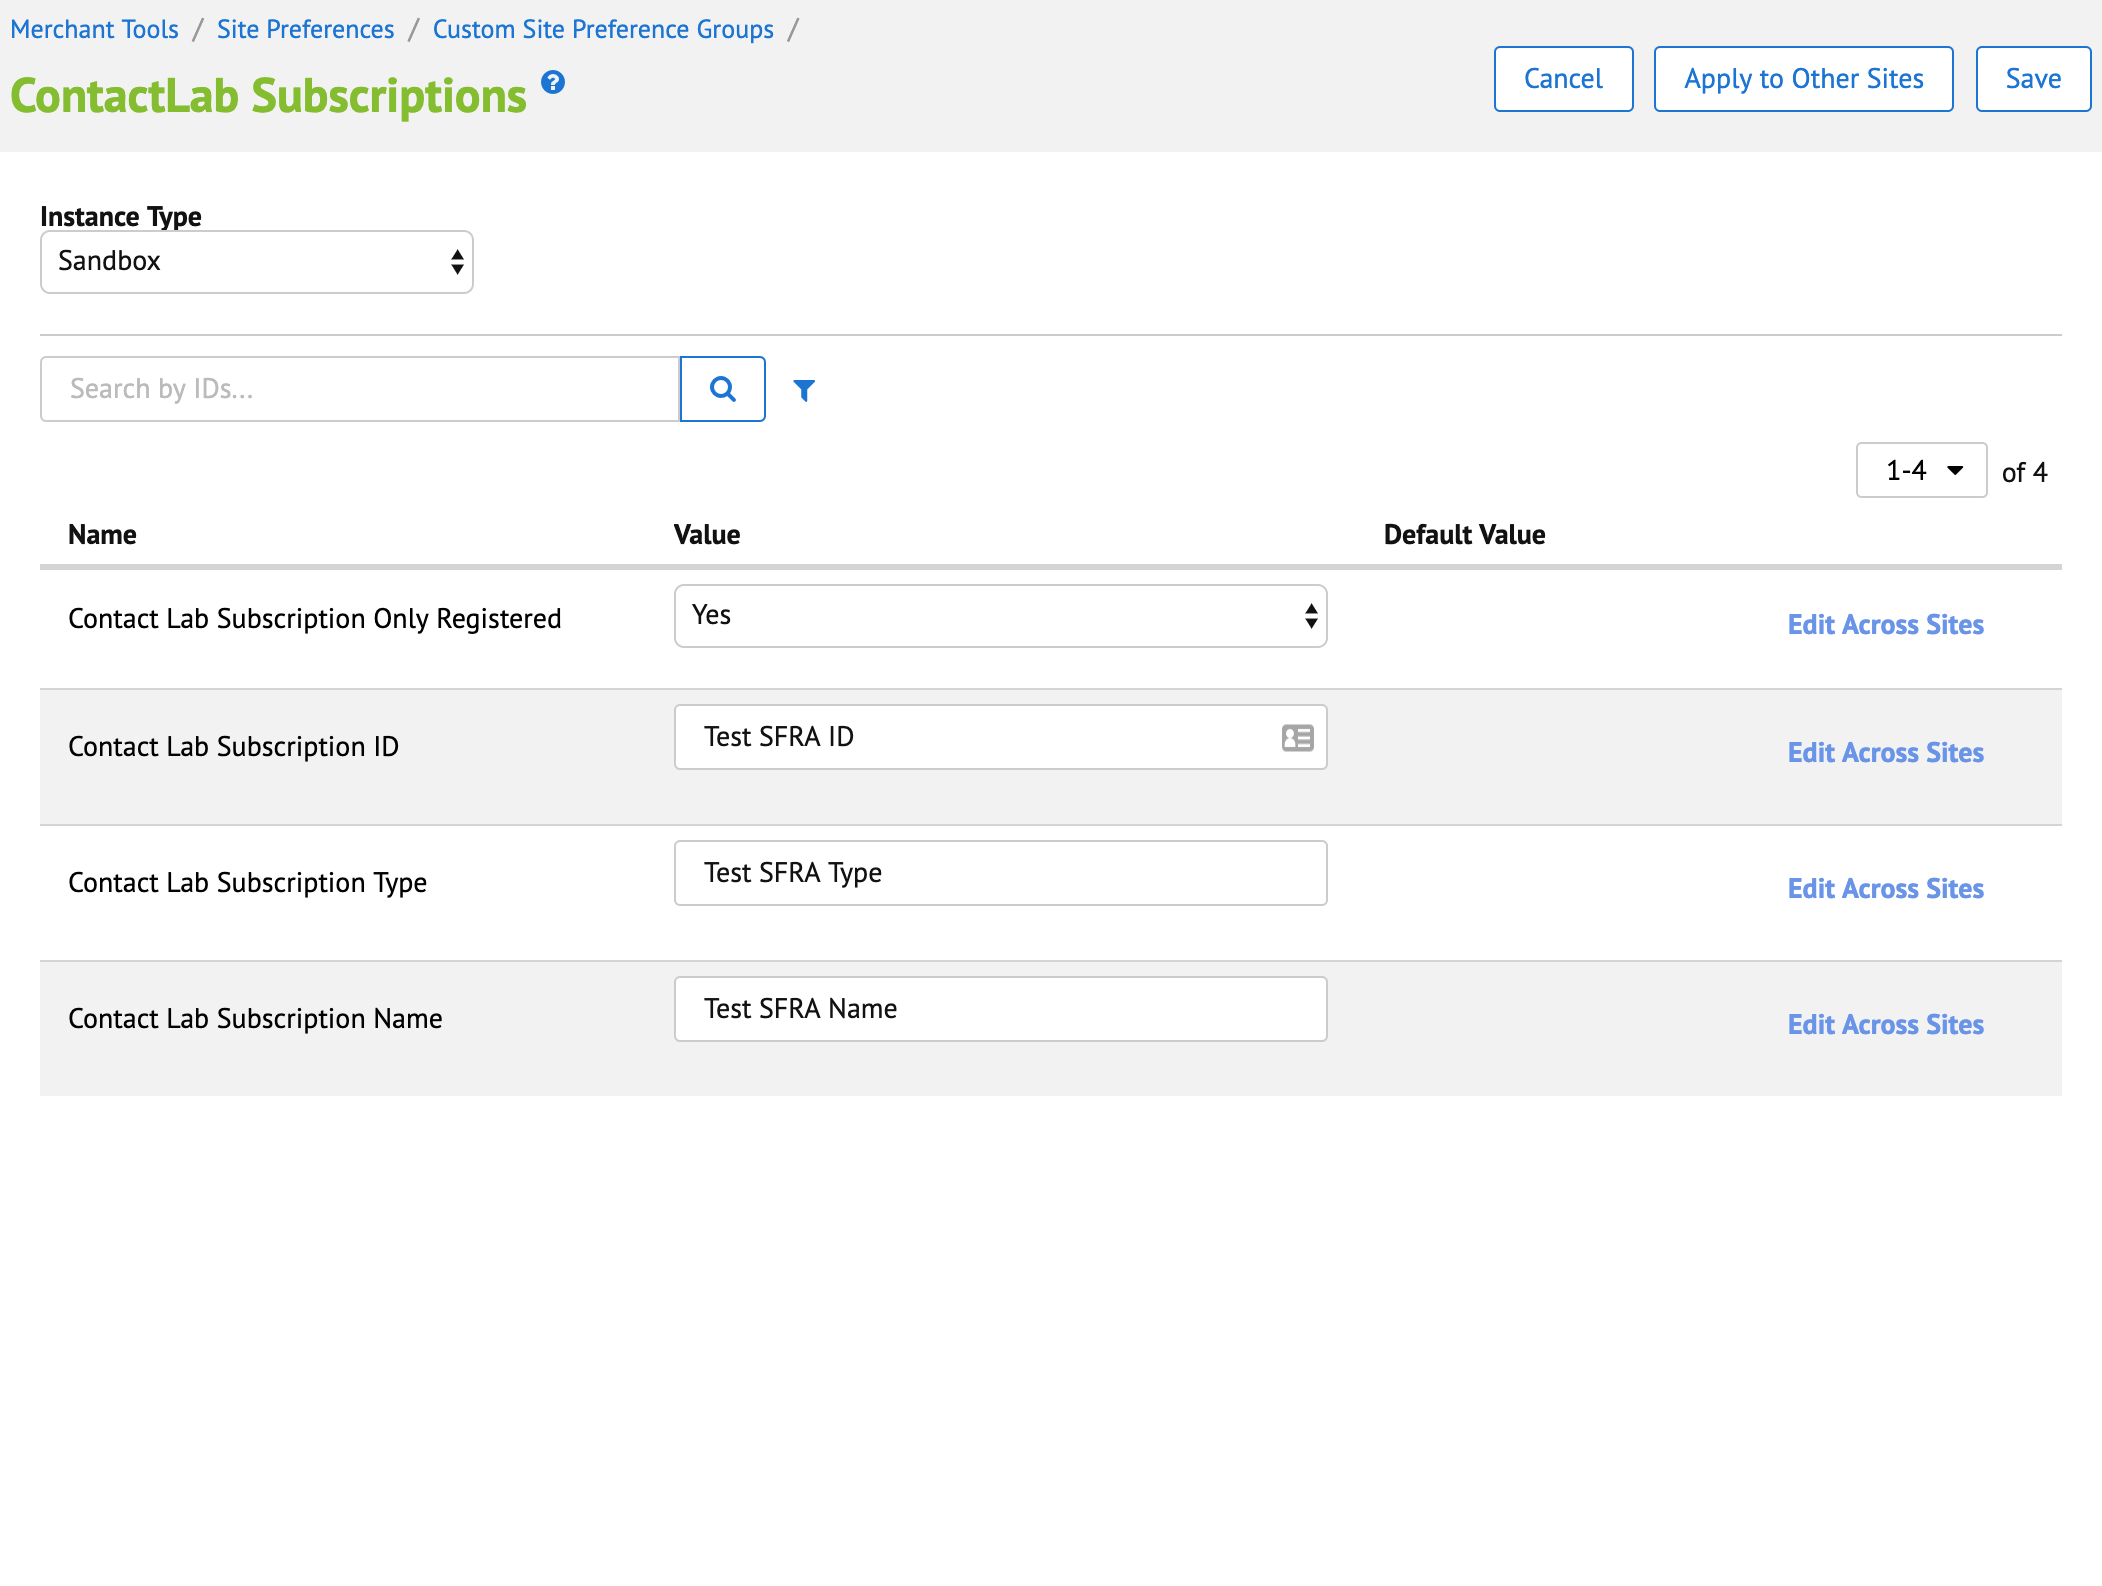 Merchant Tools / Site Preferences / Custom Site Preference Groups /
ContactLab Subscriptions ?
Cancel Apply to Other Sites Save
Instance Type
Sandbox
Search by IDs...
1-4 of 4
Name Value Default Value
Contact Lab Subscription Only Registered Yes Edit Across Sites
Contact Lab Subscription ID Test SFRA ID Edit Across Sites
Contact Lab Subscription Type Test SFRA Type Edit Across Sites
Contact Lab Subscription Name Test SFRA Name Edit Across Sites